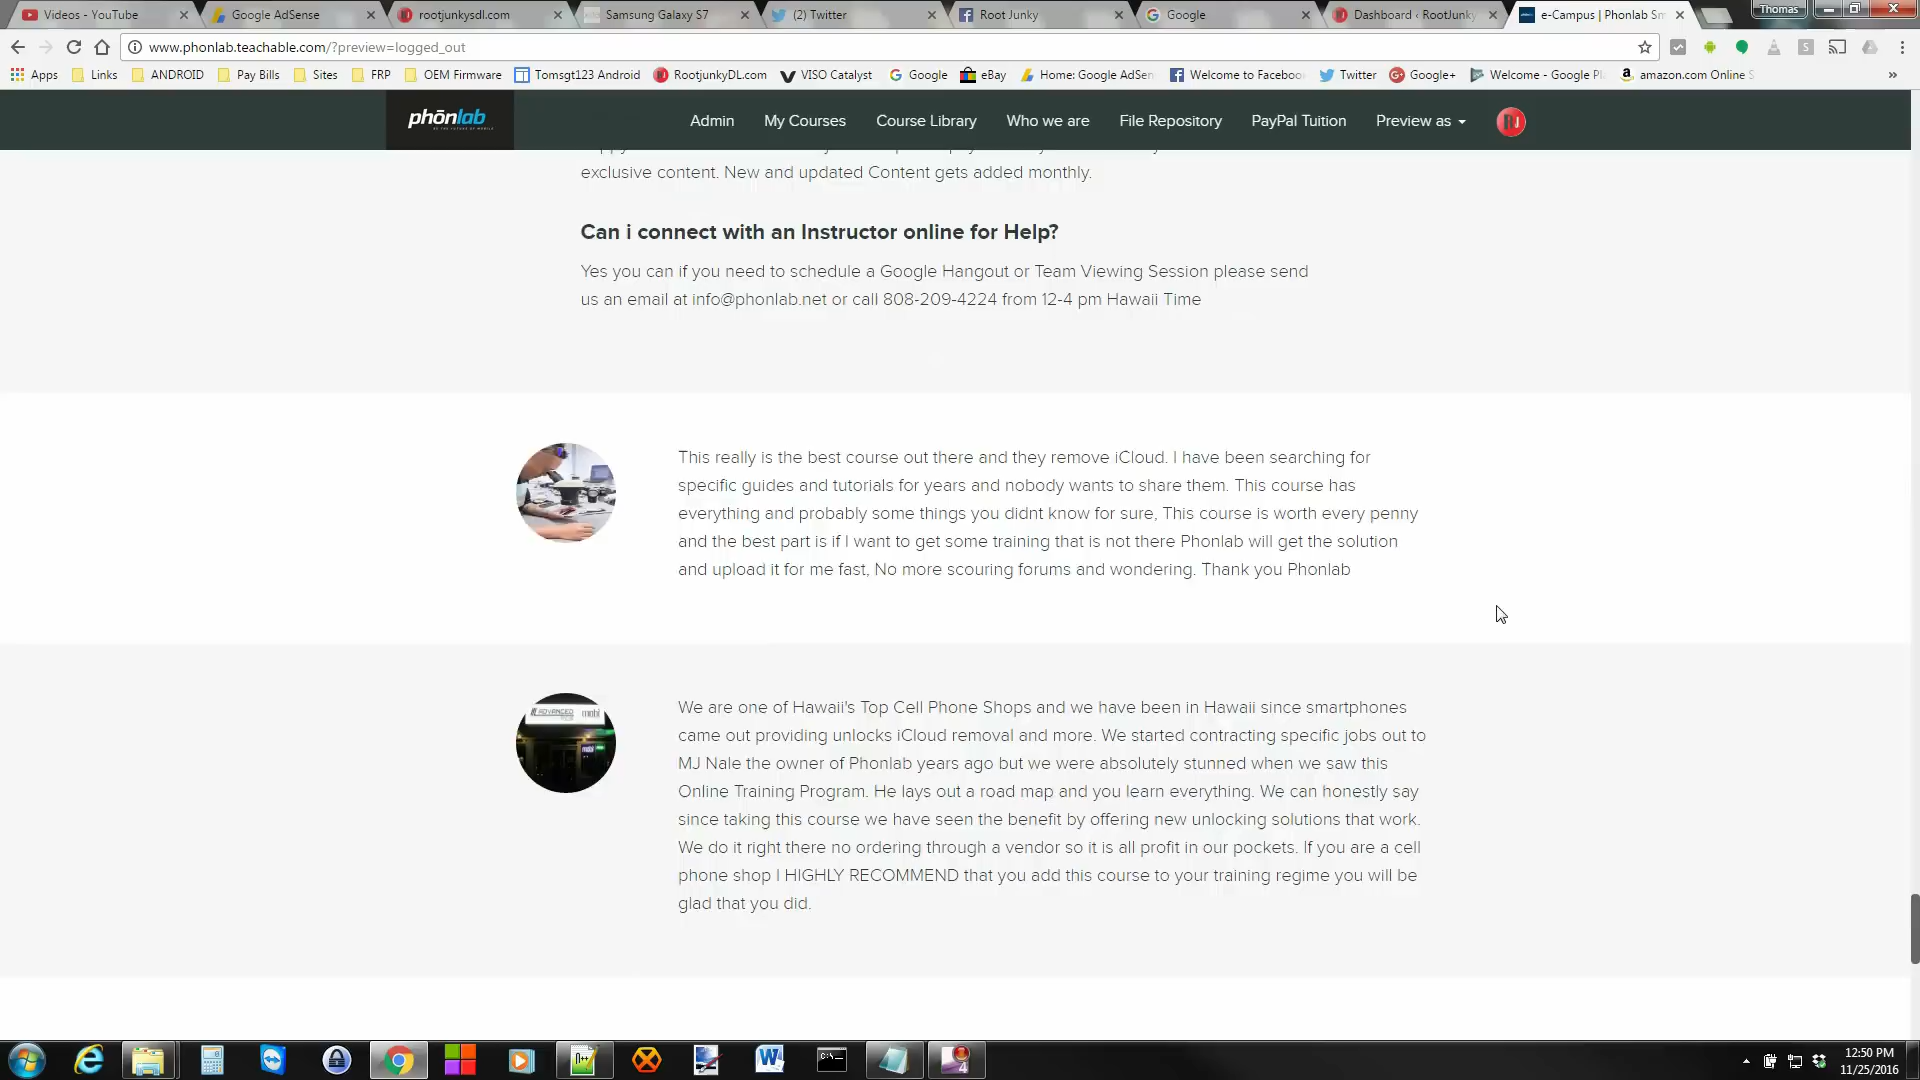 Videos - YouTube
Google AdSense
rootjunkysdl.com
Samsung Galaxy S7
(2) Twitter
Root Junky
Google
Dashboard ‹ RootJunky
e-Campus | Phonlab Sm
Thomas
www.phonlab.teachable.com/?preview=logged_out
Apps
Links
ANDROID
Pay Bills
Sites
FRP
OEM Firmware
Tomsgt123 Android
RootjunkyDL.com
VISO Catalyst
Google
eBay
Home: Google AdSen
Welcome to Faceboo
Twitter
Google+
Welcome - Google Pl
amazon.com Online S
phōnlab
Admin
My Courses
Course Library
Who we are
File Repository
PayPal Tuition
Preview as
exclusive content. New and updated Content gets added monthly.
Can i connect with an Instructor online for Help?
Yes you can if you need to schedule a Google Hangout or Team Viewing Session please send
us an email at info@phonlab.net or call 808-209-4224 from 12-4 pm Hawaii Time
This really is the best course out there and they remove iCloud. I have been searching for
specific guides and tutorials for years and nobody wants to share them. This course has
everything and probably some things you didnt know for sure, This course is worth every penny
and the best part is if I want to get some training that is not there Phonlab will get the solution
and upload it for me fast, No more scouring forums and wondering. Thank you Phonlab
ADVANCED
mobi
We are one of Hawaii's Top Cell Phone Shops and we have been in Hawaii since smartphones
came out providing unlocks iCloud removal and more. We started contracting specific jobs out to
MJ Nale the owner of Phonlab years ago but we were absolutely stunned when we saw this
Online Training Program. He lays out a road map and you learn everything. We can honestly say
since taking this course we have seen the benefit by offering new unlocking solutions that work.
We do it right there no ordering through a vendor so it is all profit in our pockets. If you are a cell
phone shop I HIGHLY RECOMMEND that you add this course to your training regime you will be
glad that you did.
12:50 PM
11/25/2016